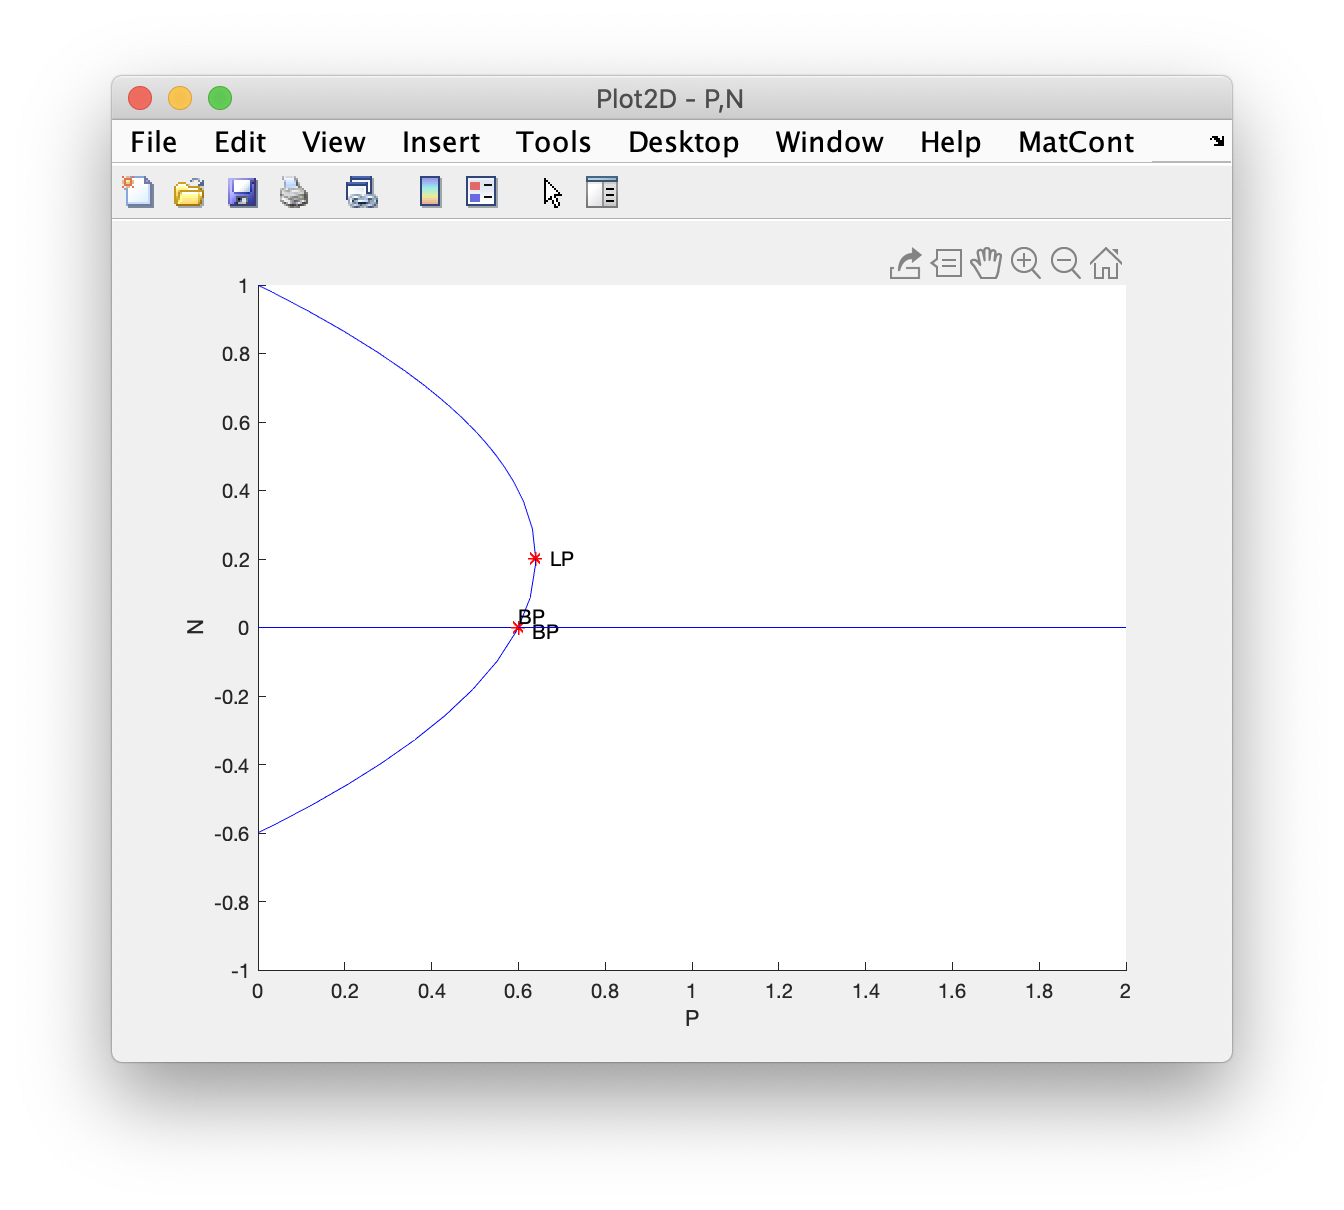 Plot2D - P,N
File Edit View Insert Tools Desktop Window Help MatCont
1
0.8
0.6
0.4
0.2
0
-0.2
-0.4
-0.6
-0.8
-1
N
LP
BP
BP
0 0.2 0.4 0.6 0.8 1 1.2 1.4 1.6 1.8 2
P